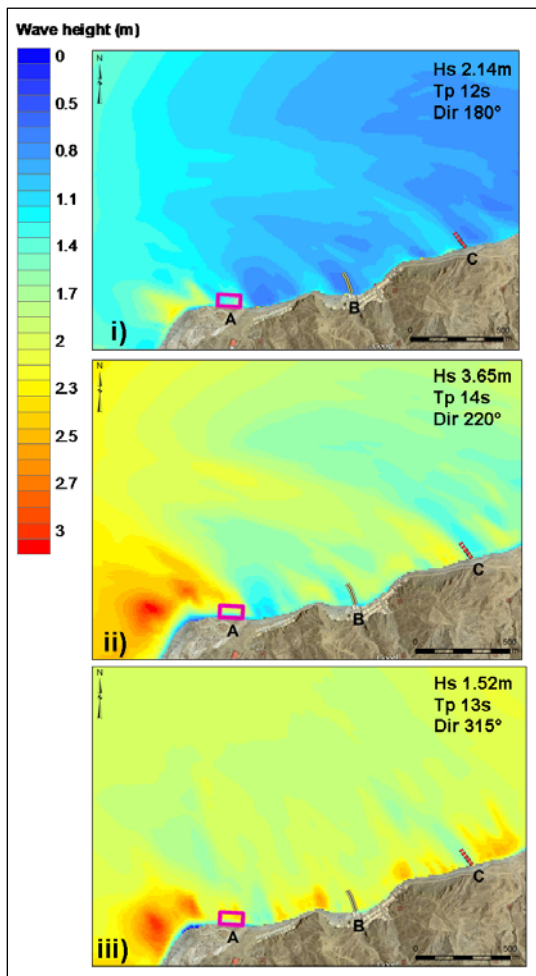 Wave height (m)
0
0.5
0.8
1.1
1.4
1.7
2
2.3
2.5
2.7
3
N
Hs 2.14m
Tp 12s
Dir 180°
A
B
C
500
i)
N
Hs 3.65m
Tp 14s
Dir 220°
A
B
C
500
ii)
N
Hs 1.52m
Tp 13s
Dir 315°
A
B
C
500
iii)